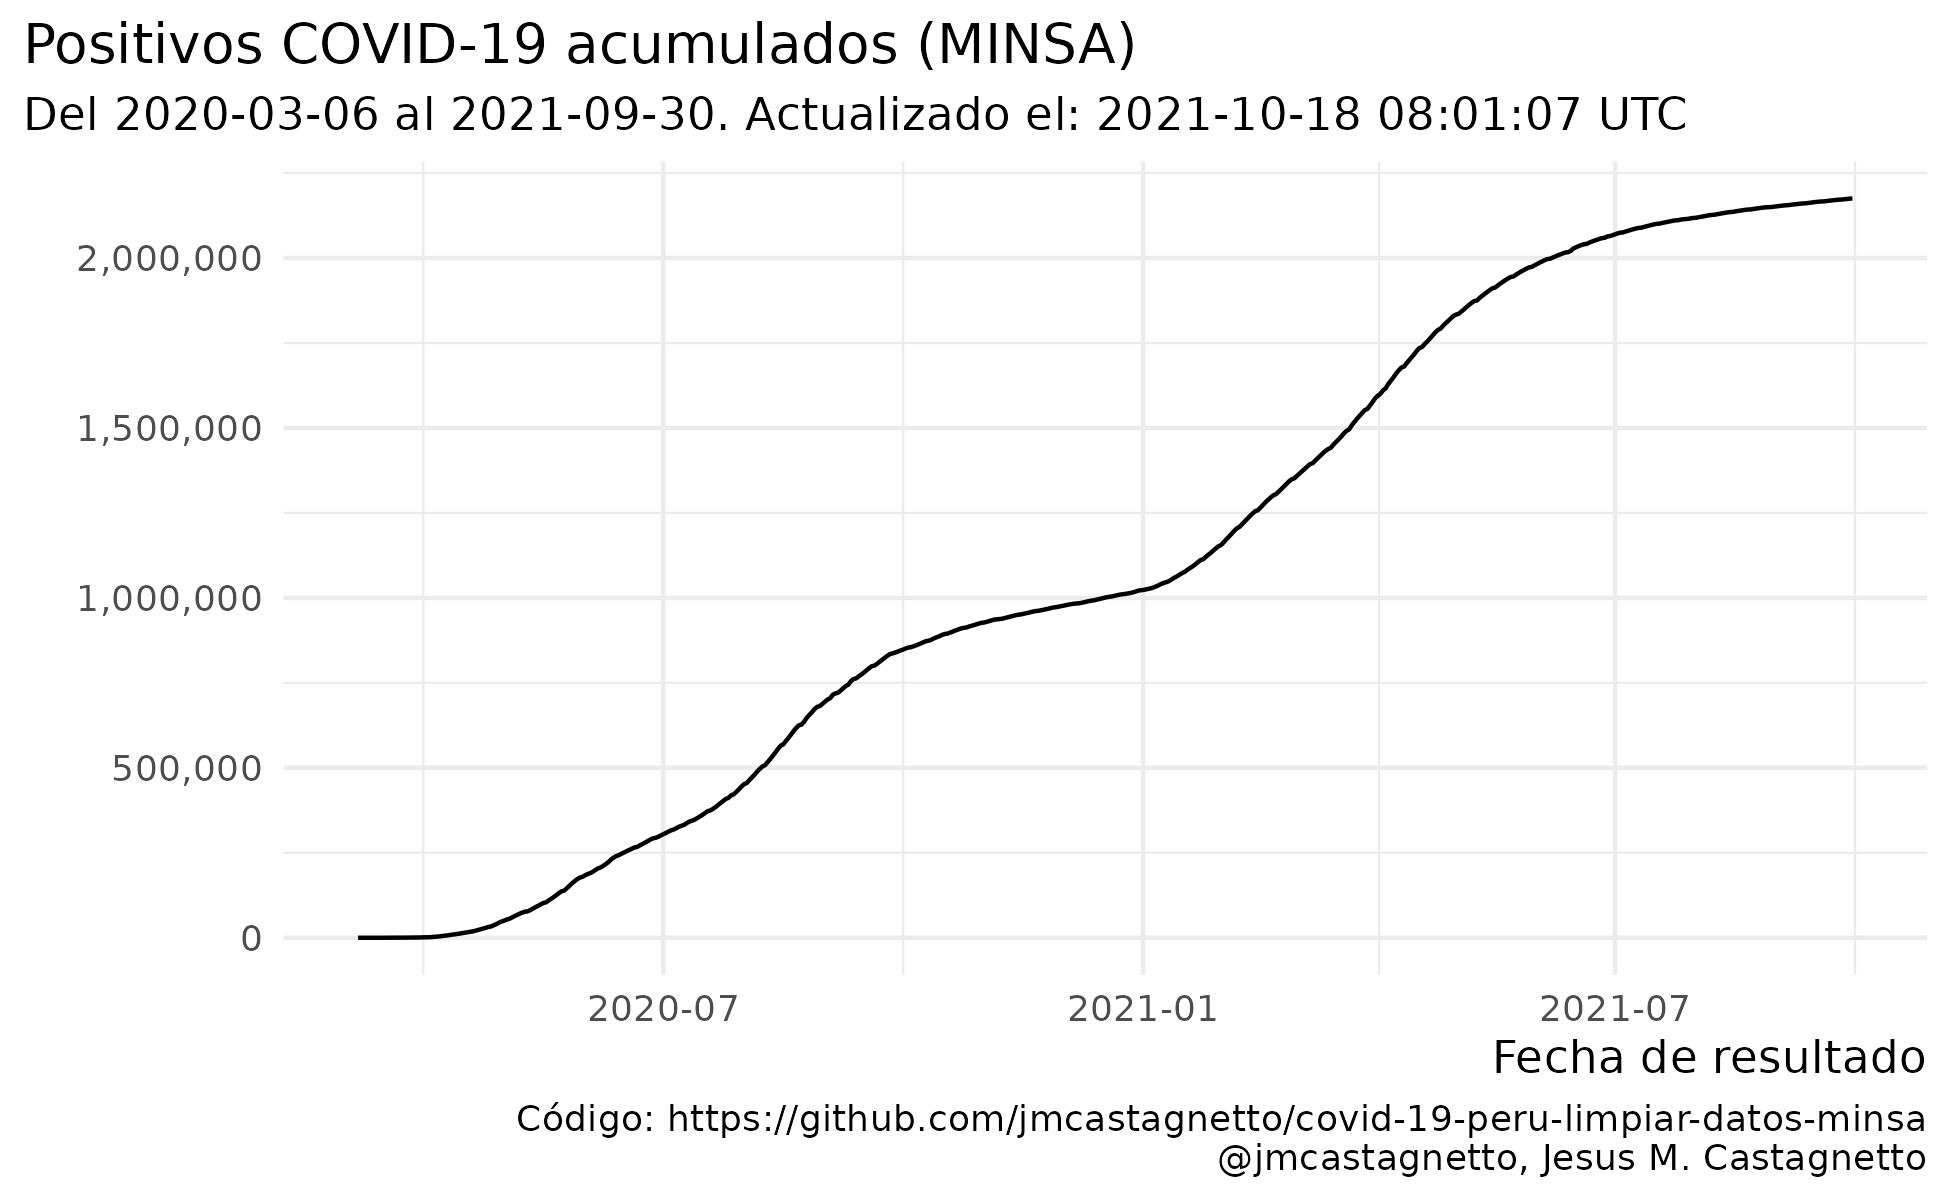 Positivos COVID-19 acumulados (MINSA)
Del 2020-03-06 al 2021-09-30. Actualizado el: 2021-10-18 08:01:07 UTC
2,000,000
1,500,000
1,000,000
500,000
0
2020-07 2021-01 2021-07
Fecha de resultado
Código: https://github.com/jmcastagnetto/covid-19-peru-limpiar-datos-minsa
@jmcastagnetto, Jesus M. Castagnetto